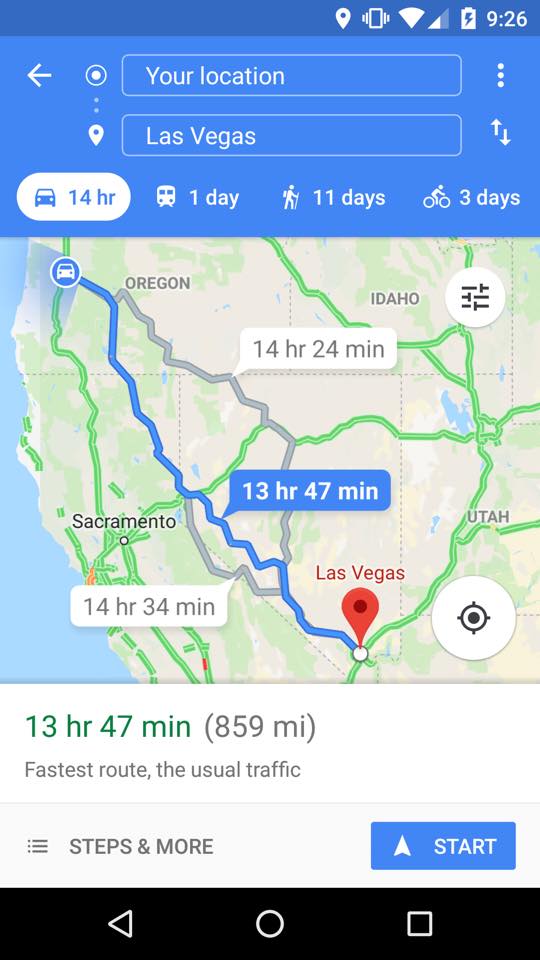 9:26
Your location
Las Vegas
14 hr 1 day 11 days 3 days
OREGON
IDAHO
14 hr 24 min
13 hr 47 min
Sacramento
UTAH
Las Vegas
14 hr 34 min
13 hr 47 min (859 mi)
Fastest route, the usual traffic
STEPS & MORE START